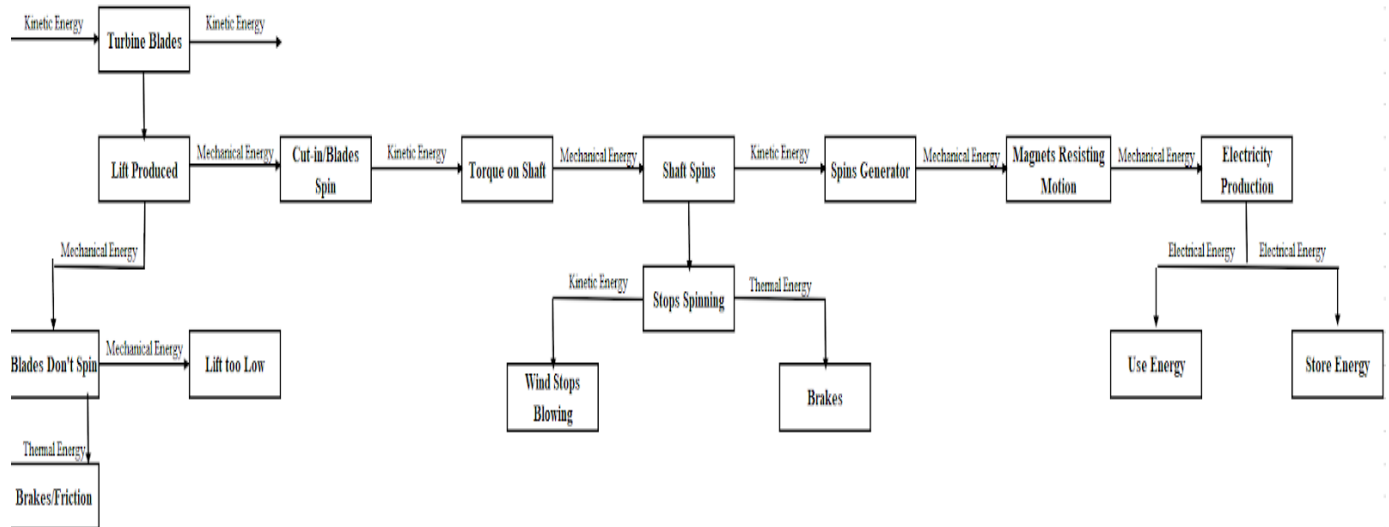 Kinetic Energy
Turbine Blades
Kinetic Energy
Lift Produced
Mechanical Energy
Cut-in/Blades
Spin
Kinetic Energy
Torque on Shaft
Mechanical Energy
Shaft Spins
Kinetic Energy
Spins Generator
Mechanical Energy
Magnets Resisting
Motion
Mechanical Energy
Electricity
Production
Mechanical Energy
Kinetic Energy
Stops Spinning
Thermal Energy
Electrical Energy
Electrical Energy
Blades Don't Spin
Mechanical Energy
Lift too Low
Wind Stops
Blowing
Brakes
Use Energy
Store Energy
Thermal Energy
Brakes/Friction